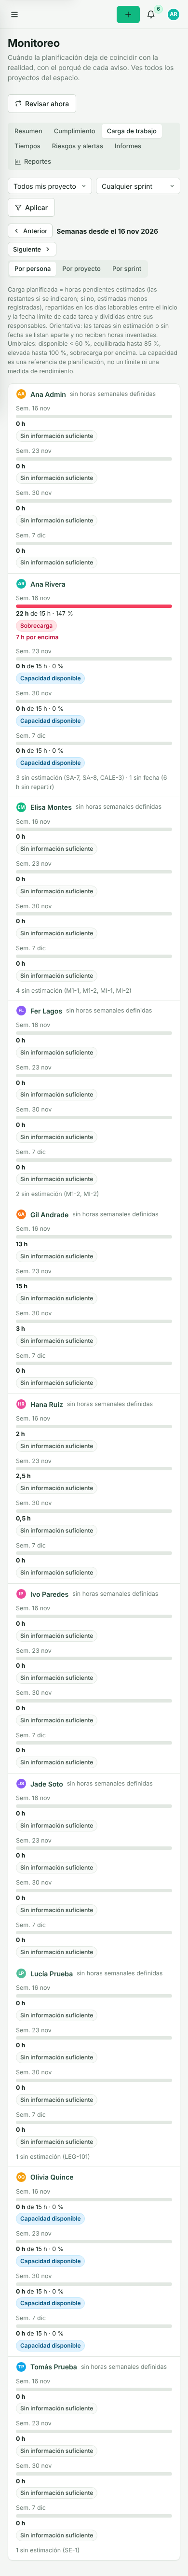 6
AR
Monitoreo
Cuándo la planificación deja de coincidir con la
realidad, con el porqué de cada aviso. Ves todos los
proyectos del espacio.
Revisar ahora
Resumen Cumplimiento Carga de trabajo
Tiempos Riesgos y alertas Informes
Reportes
Todos mis proyecto Cualquier sprint
Aplicar
Anterior Semanas desde el 16 nov 2026
Siguiente
Por persona Por proyecto Por sprint
Carga planificada = horas pendientes estimadas (las
restantes si se indicaron; si no, estimadas menos
registradas), repartidas en los días laborables entre el inicio
y la fecha límite de cada tarea y divididas entre sus
responsables. Orientativa: las tareas sin estimación o sin
fecha se listan aparte y no reciben horas inventadas.
Umbrales: disponible < 60 %, equilibrada hasta 85 %,
elevada hasta 100 %, sobrecarga por encima. La capacidad
es una referencia de planificación, no un límite ni una
medida de rendimiento.
AA Ana Admin sin horas semanales definidas
Sem. 16 nov
0 h
Sin información suficiente
Sem. 23 nov
0 h
Sin información suficiente
Sem. 30 nov
0 h
Sin información suficiente
Sem. 7 dic
0 h
Sin información suficiente
AR Ana Rivera
Sem. 16 nov
22 h de 15 h · 147 %
Sobrecarga
7 h por encima
Sem. 23 nov
0 h de 15 h · 0 %
Capacidad disponible
Sem. 30 nov
0 h de 15 h · 0 %
Capacidad disponible
Sem. 7 dic
0 h de 15 h · 0 %
Capacidad disponible
3 sin estimación (SA-7, SA-8, CALE-3) · 1 sin fecha (6
h sin repartir)
EM Elisa Montes sin horas semanales definidas
Sem. 16 nov
0 h
Sin información suficiente
Sem. 23 nov
0 h
Sin información suficiente
Sem. 30 nov
0 h
Sin información suficiente
Sem. 7 dic
0 h
Sin información suficiente
4 sin estimación (M1-1, M1-2, MI-1, MI-2)
FL Fer Lagos sin horas semanales definidas
Sem. 16 nov
0 h
Sin información suficiente
Sem. 23 nov
0 h
Sin información suficiente
Sem. 30 nov
0 h
Sin información suficiente
Sem. 7 dic
0 h
Sin información suficiente
2 sin estimación (M1-2, MI-2)
GA Gil Andrade sin horas semanales definidas
Sem. 16 nov
13 h
Sin información suficiente
Sem. 23 nov
15 h
Sin información suficiente
Sem. 30 nov
3 h
Sin información suficiente
Sem. 7 dic
0 h
Sin información suficiente
HR Hana Ruiz sin horas semanales definidas
Sem. 16 nov
2 h
Sin información suficiente
Sem. 23 nov
2,5 h
Sin información suficiente
Sem. 30 nov
0,5 h
Sin información suficiente
Sem. 7 dic
0 h
Sin información suficiente
IP Ivo Paredes sin horas semanales definidas
Sem. 16 nov
0 h
Sin información suficiente
Sem. 23 nov
0 h
Sin información suficiente
Sem. 30 nov
0 h
Sin información suficiente
Sem. 7 dic
0 h
Sin información suficiente
JS Jade Soto sin horas semanales definidas
Sem. 16 nov
0 h
Sin información suficiente
Sem. 23 nov
0 h
Sin información suficiente
Sem. 30 nov
0 h
Sin información suficiente
Sem. 7 dic
0 h
Sin información suficiente
LP Lucía Prueba sin horas semanales definidas
Sem. 16 nov
0 h
Sin información suficiente
Sem. 23 nov
0 h
Sin información suficiente
Sem. 30 nov
0 h
Sin información suficiente
Sem. 7 dic
0 h
Sin información suficiente
1 sin estimación (LEG-101)
OQ Olivia Quince
Sem. 16 nov
0 h de 15 h · 0 %
Capacidad disponible
Sem. 23 nov
0 h de 15 h · 0 %
Capacidad disponible
Sem. 30 nov
0 h de 15 h · 0 %
Capacidad disponible
Sem. 7 dic
0 h de 15 h · 0 %
Capacidad disponible
TP Tomás Prueba sin horas semanales definidas
Sem. 16 nov
0 h
Sin información suficiente
Sem. 23 nov
0 h
Sin información suficiente
Sem. 30 nov
0 h
Sin información suficiente
Sem. 7 dic
0 h
Sin información suficiente
1 sin estimación (SE-1)